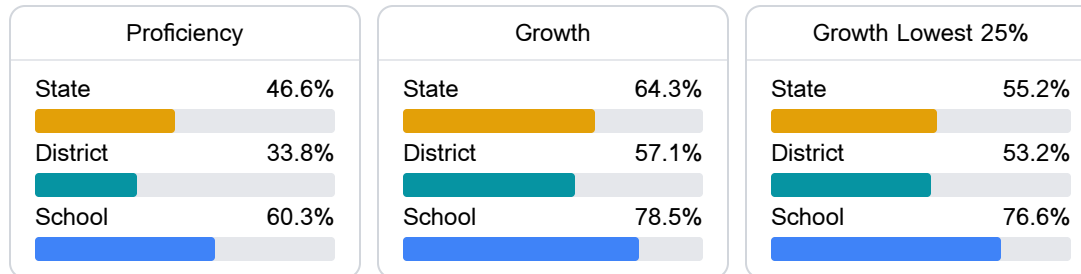 Proficiency
State 46.6%
District 33.8%
School 60.3%
Growth
State 64.3%
District 57.1%
School 78.5%
Growth Lowest 25%
State 55.2%
District 53.2%
School 76.6%